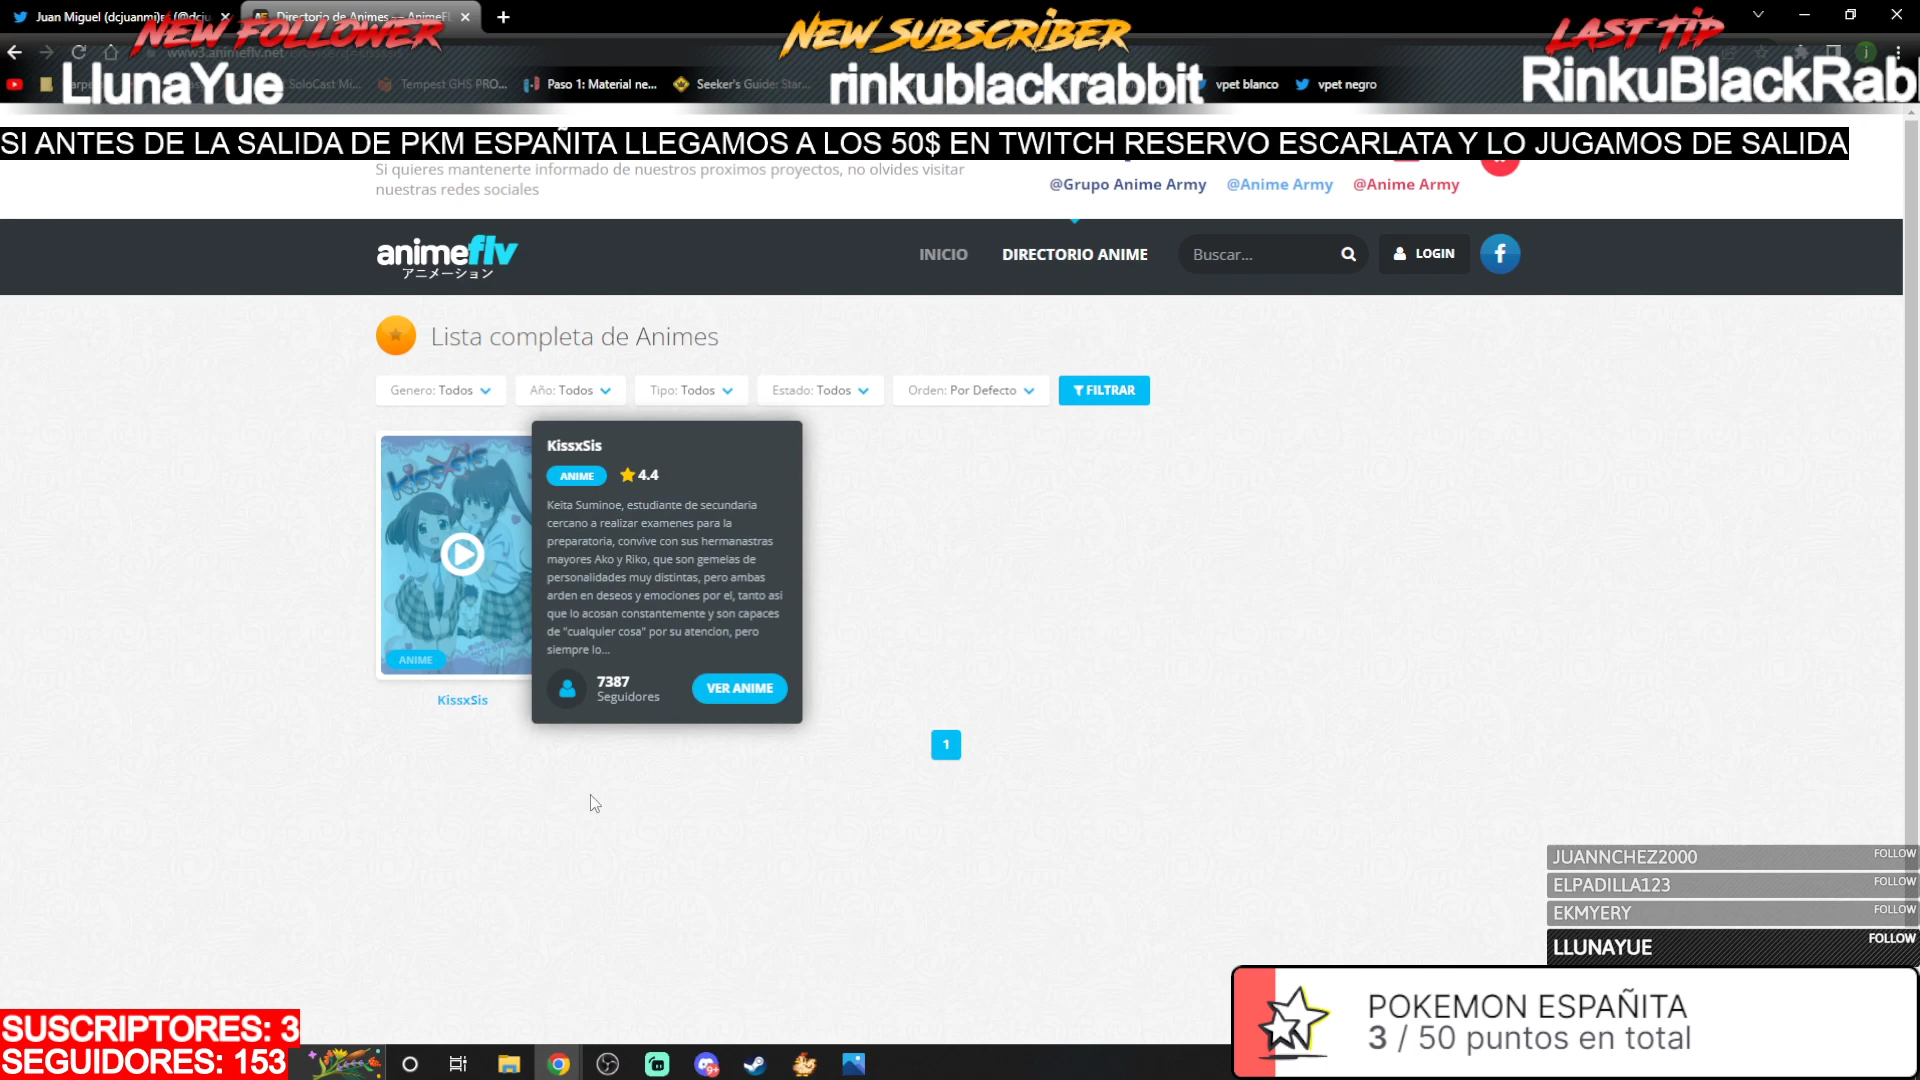 Juan Miguel (dcjuanmi)
Directorio de Animes — AnimeFL
NEW FOLLOWER
LlunaYue
NEW SUBSCRIBER
rinkublackrabbit
LAST TIP
RinkuBlackRabb
www3.animeflv.net
SoloCast Mi...
Tempest GHS PRO...
Paso 1: Material ne...
Seeker's Guide: Star...
vpet blanco
vpet negro
SI ANTES DE LA SALIDA DE PKM ESPAÑITA LLEGAMOS A LOS 50$ EN TWITCH RESERVO ESCARLATA Y LO JUGAMOS DE SALIDA
Si quieres mantenerte informado de nuestros proximos proyectos, no olvides visitar
nuestras redes sociales
@Grupo Anime Army
@Anime Army
@Anime Army
animeflv
アニメーション
INICIO
DIRECTORIO ANIME
Buscar...
LOGIN
Lista completa de Animes
Genero: Todos
Año: Todos
Tipo: Todos
Estado: Todos
Orden: Por Defecto
FILTRAR
kissxsis
ANIME
KissxSis
KissxSis
ANIME
4.4
Keita Suminoe, estudiante de secundaria
cercano a realizar examenes para la
preparatoria, convive con sus hermanastras
mayores Ako y Riko, que son gemelas de
personalidades muy distintas, pero ambas
arden en deseos y emociones por el, tanto asi
que lo acosan constantemente y son capaces
de "cualquier cosa" por su atencion, pero
siempre lo...
7387
Seguidores
VER ANIME
1
JUANNCHEZ2000 FOLLOW
ELPADILLA123 FOLLOW
EKMYERY FOLLOW
LLUNAYUE FOLLOW
POKEMON ESPAÑITA
3 / 50 puntos en total
SUSCRIPTORES: 3
SEGUIDORES: 153